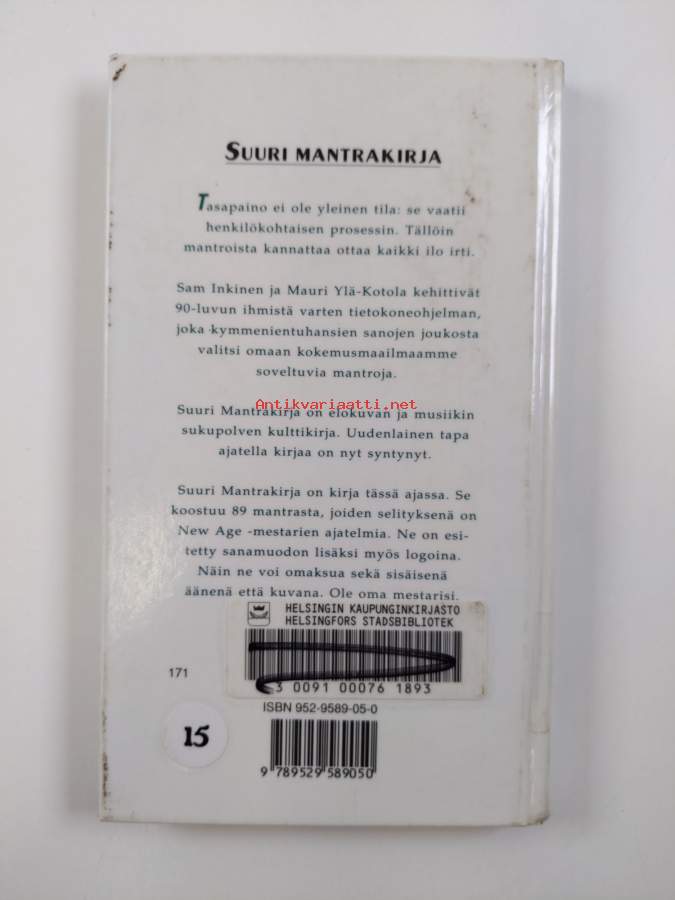 SUURI MANTRAKIRJA
Tasapaino ei ole yleinen tila: se vaatii
henkilökohtaisen prosessin. Tällöin
mantroista kannattaa ottaa kaikki ilo irti.
Sam Inkinen ja Mauri Ylä-Kotola kehittivät
90-luvun ihmistä varten tietokoneohjelman,
joka kymmenientuhansien sanojen joukosta
valitsi omaan kokemusmaailmaamme
soveltuvia mantroja.
Antikvariaatti.net
Suuri Mantrakirja on elokuvan ja musiikin
sukupolven kulttikirja. Uudenlainen tapa
ajatella kirjaa on nyt syntynyt.
Suuri Mantrakirja on kirja tässä ajassa. Se
koostuu 89 mantrasta, joiden selityksenä on
New Age -mestarien ajatelmia. Ne on esi-
tetty sanamuodon lisäksi myös logoina.
Näin ne voi omaksua sekä sisäisenä
äänenä että kuvana. Ole oma mestarisi.
HELSINGIN KAUPUNGINKIRJASTO
HELSINGFORS STADSBIBLIOTEK
171
3 0091 00076 1893
ISBN 952-9589-05-0
15
9 789529 589050